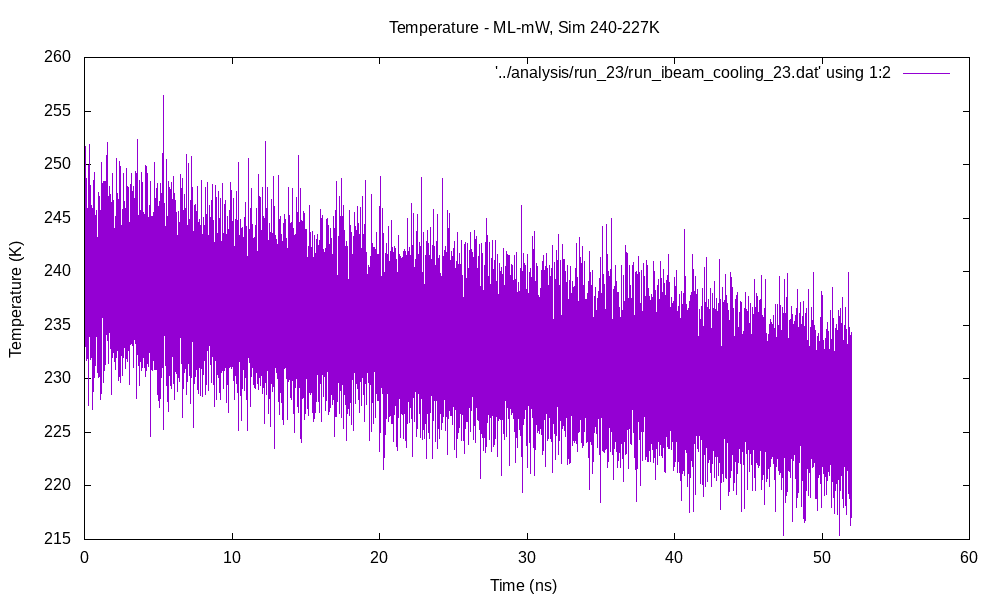 Temperature - ML-mW, Sim 240-227K
'../analysis/run_23/run_ibeam_cooling_23.dat' using 1:2
260
255
250
245
240
235
230
225
220
215
Temperature (K)
0 10 20 30 40 50 60
Time (ns)